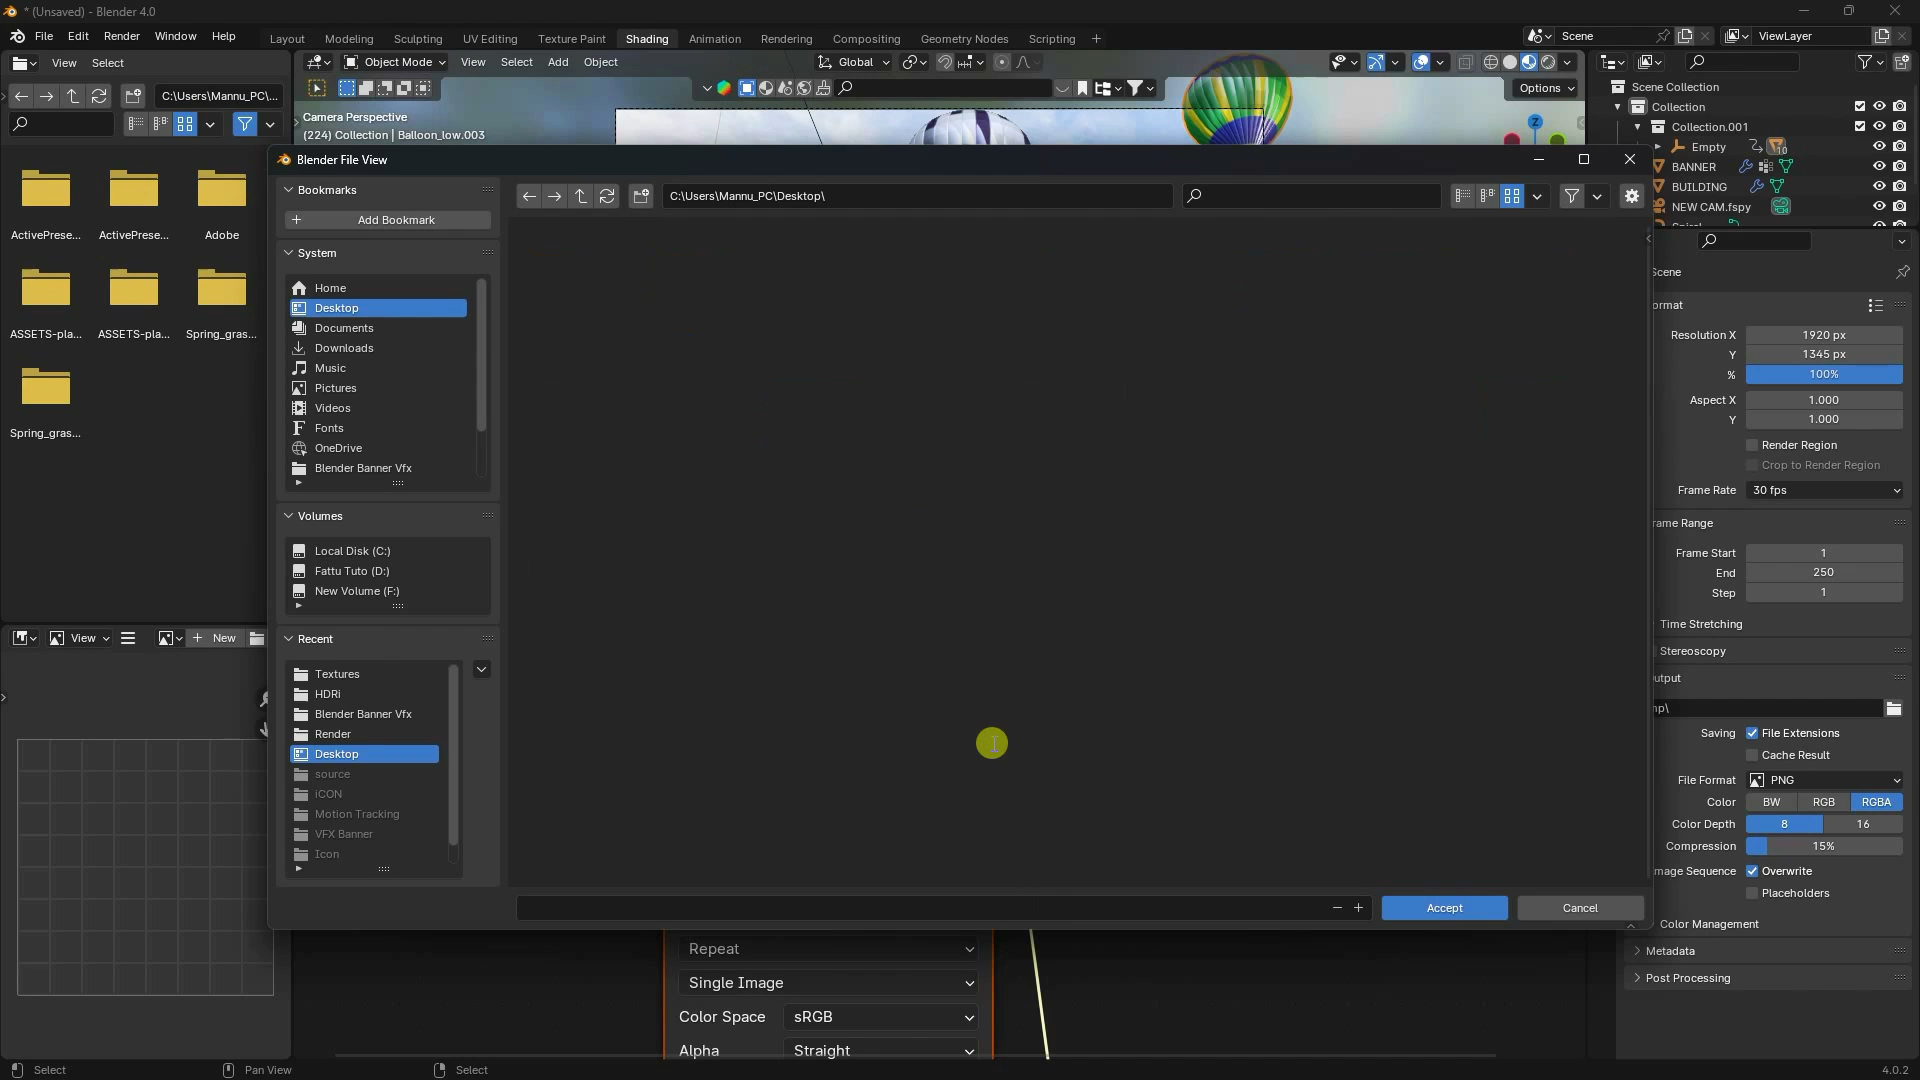 * (Unsaved) - Blender 4.0
File Edit Render Window Help
Layout Modeling Sculpting UV Editing Texture Paint Shading Animation Rendering Compositing Geometry Nodes Scripting +
Scene
ViewLayer
View Select
Object Mode View Select Add Object
Global
C:\Users\Mannu_PC\...
Options
Camera Perspective
(224) Collection | Balloon_low.003
Scene Collection
Collection
Collection.001
Empty
10
BANNER
BUILDING
NEW CAM.fspy
ActivePrese...
ActivePrese...
Adobe
ASSETS-pla...
ASSETS-pla...
Spring_gras...
Spring_gras...
View
New
Blender File View
Bookmarks
Add Bookmark
System
Home
Desktop
Documents
Downloads
Music
Pictures
Videos
Fonts
OneDrive
Blender Banner Vfx
Volumes
Local Disk (C:)
Fattu Tuto (D:)
New Volume (F:)
Recent
Textures
HDRi
Blender Banner Vfx
Render
Desktop
source
iCON
Motion Tracking
VFX Banner
Icon
C:\Users\Mannu_PC\Desktop\
Accept
Cancel
Repeat
Single Image
Color Space sRGB
Alpha Straight
Scene
ormat
Resolution X 1920 px
Y 1345 px
% 100%
Aspect X 1.000
Y 1.000
Render Region
Crop to Render Region
Frame Rate 30 fps
rame Range
Frame Start 1
End 250
Step 1
Time Stretching
Stereoscopy
utput
mp\
Saving File Extensions
Cache Result
File Format PNG
Color BW RGB RGBA
Color Depth 8 16
Compression 15%
mage Sequence Overwrite
Placeholders
Color Management
Metadata
Post Processing
Select
Pan View
Select
4.0.2